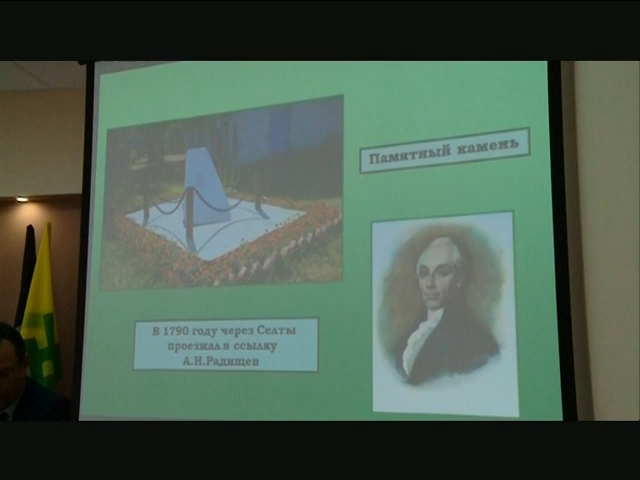 Памятный камень
В 1790 году через Селты
проезжал в ссылку
А.Н.Радищев